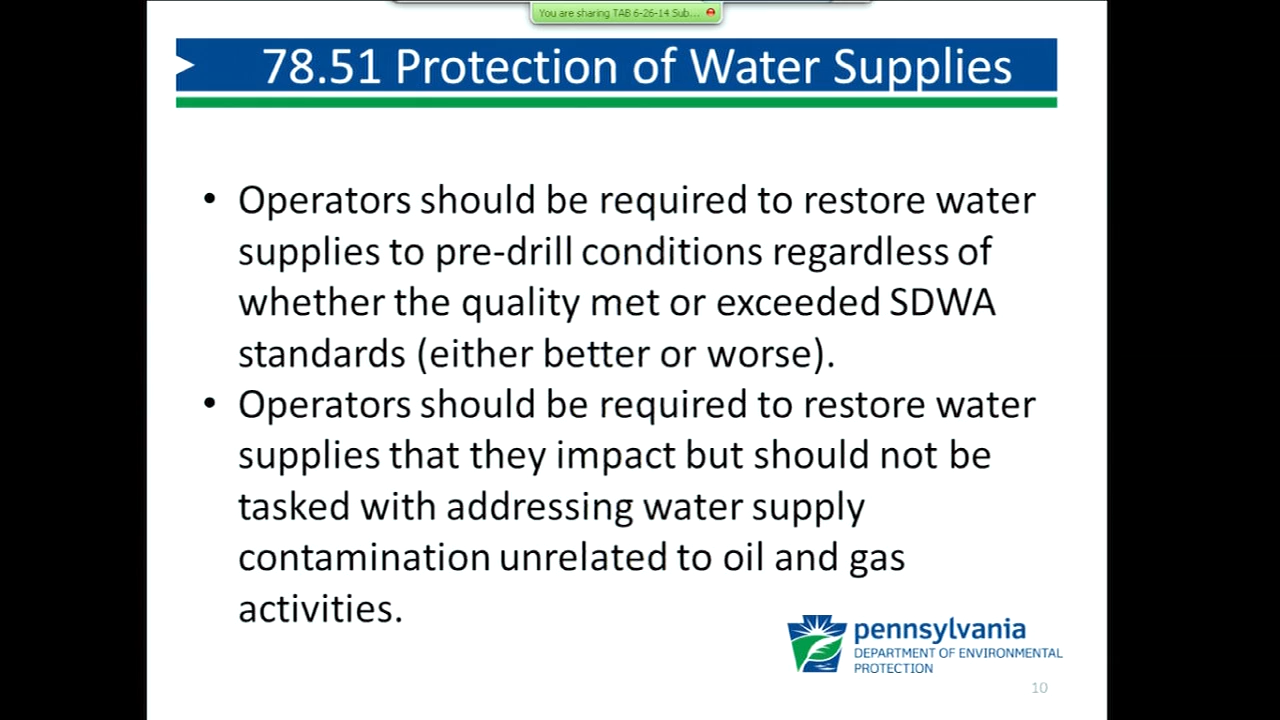 You are sharing TAB 6-26-14 Sub...
78.51 Protection of Water Supplies
• Operators should be required to restore water
supplies to pre-drill conditions regardless of
whether the quality met or exceeded SDWA
standards (either better or worse).
• Operators should be required to restore water
supplies that they impact but should not be
tasked with addressing water supply
contamination unrelated to oil and gas
activities.
pennsylvania
DEPARTMENT OF ENVIRONMENTAL
PROTECTION
10